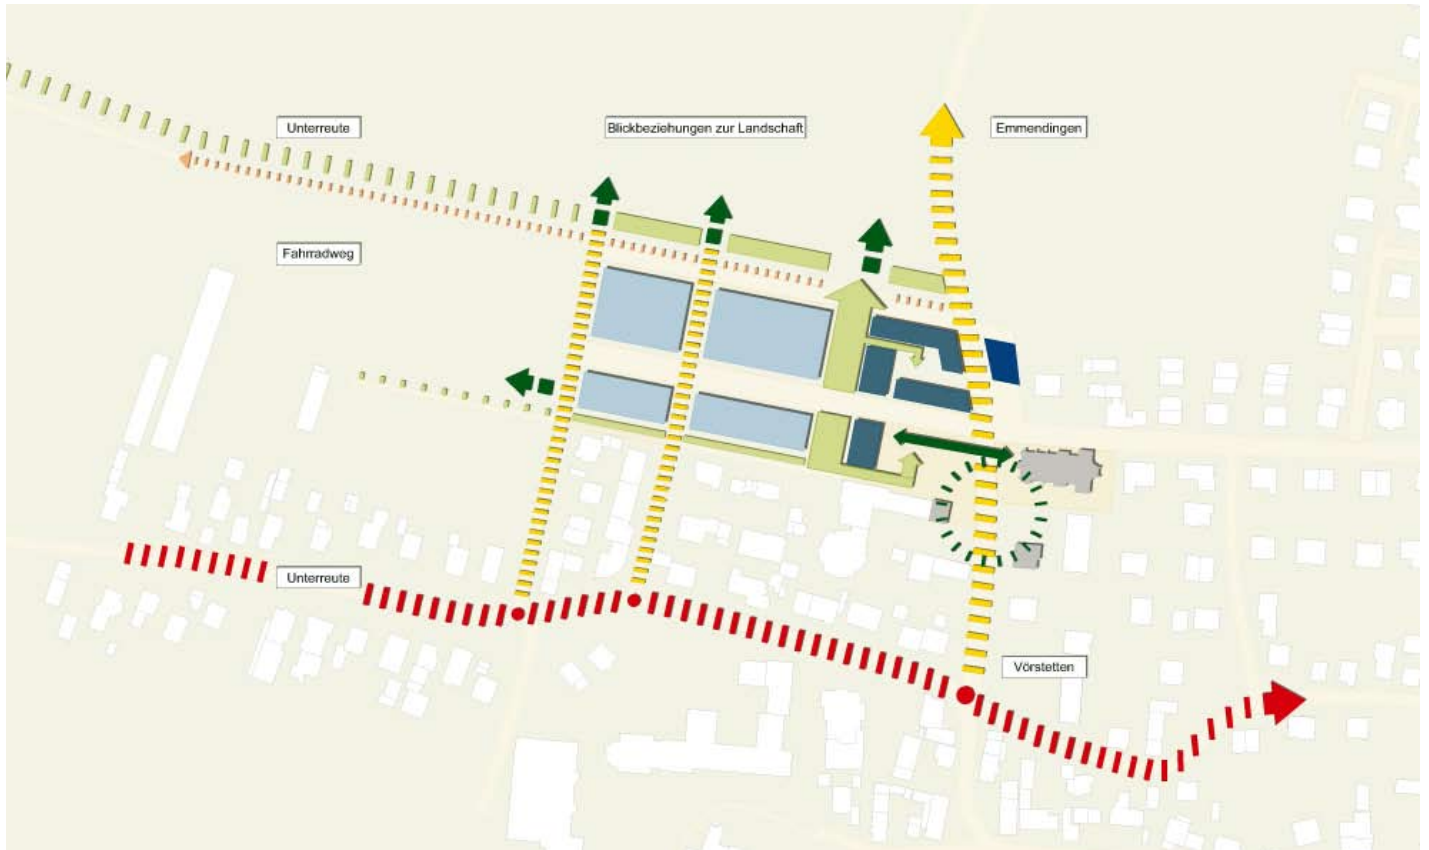 Unterreute
Blickbeziehungen zur Landschaft
Emmendingen
Fahrradweg
Unterreute
Vörstetten